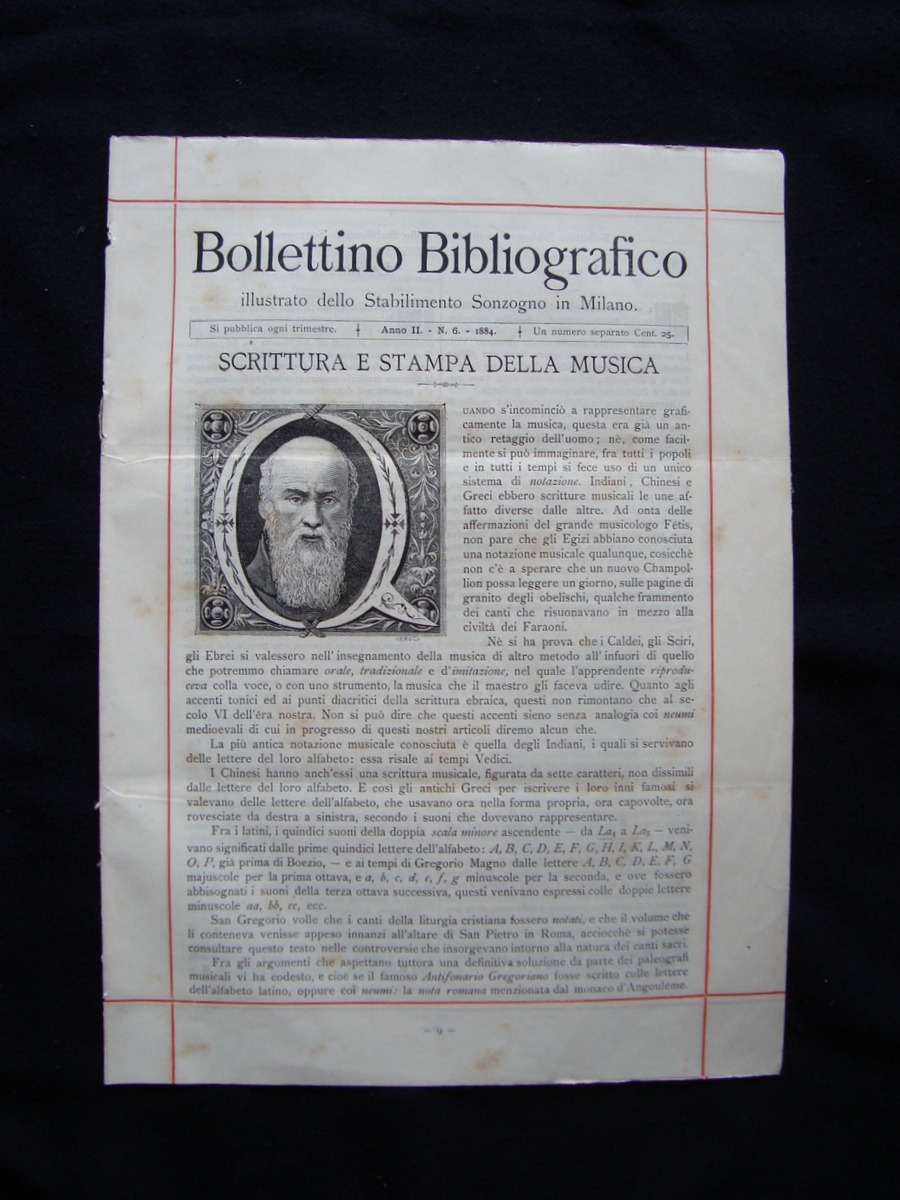 Bollettino Bibliografico
illustrato dello Stabilimento Sonzogno in Milano.
Si pubblica ogni trimestre. Anno II. - N. 6. - 1884. Un numero separato Cent. 25.
SCRITTURA E STAMPA DELLA MUSICA
QUANDO s'incominciò a rappresentare grafi-
camente la musica, questa era già un an-
tico retaggio dell'uomo; nè, come facil-
mente si può immaginare, fra tutti i popoli
e in tutti i tempi si fece uso di un unico
sistema di notazione. Indiani, Chinesi e
Greci ebbero scritture musicali le une af-
fatto diverse dalle altre. Ad onta delle
affermazioni del grande musicologo Fétis,
non pare che gli Egizi abbiano conosciuta
una notazione musicale qualunque, cosicchè
non c'è a sperare che un nuovo Champol-
lion possa leggere un giorno, sulle pagine di
granito degli obelischi, qualche frammento
dei canti che risuonavano in mezzo alla
civiltà dei Faraoni.
Nè si ha prova che i Caldei, gli Sciri,
gli Ebrei si valessero nell'insegnamento della musica di altro metodo all'infuori di quello
che potremmo chiamare orale, tradizionale e d'imitazione, nel quale l'apprendente riprodu-
ceva colla voce, o con uno strumento, la musica che il maestro gli faceva udire. Quanto agli
accenti tonici ed ai punti diacritici della scrittura ebraica, questi non rimontano che al se-
colo VI dell'èra nostra. Non si può dire che questi accenti sieno senza analogia coi neumi
medioevali di cui in progresso di questi nostri articoli diremo alcun che.
La più antica notazione musicale conosciuta è quella degli Indiani, i quali si servivano
delle lettere del loro alfabeto: essa risale ai tempi Vedici.
I Chinesi hanno anch'essi una scrittura musicale, figurata da sette caratteri, non dissimili
dalle lettere del loro alfabeto. E così gli antichi Greci per iscrivere i loro inni famosi si
valevano delle lettere dell'alfabeto, che usavano ora nella forma propria, ora capovolte, ora
rovesciate da destra a sinistra, secondo i suoni che dovevano rappresentare.
Fra i latini, i quindici suoni della doppia scala minore ascendente — da La₁ a La₃ — veni-
vano significati dalle prime quindici lettere dell'alfabeto: A, B, C, D, E, F, G, H, I, K, L, M, N,
O, P, già prima di Boezio, — e ai tempi di Gregorio Magno dalle lettere A, B, C, D, E, F, G
majuscole per la prima ottava, e a, b, c, d, e, f, g minuscole per la seconda, e ove fossero
abbisognati i suoni della terza ottava successiva, questi venivano espressi colle doppie lettere
minuscole aa, bb, cc, ecc.
San Gregorio volle che i canti della liturgia cristiana fossero notati, e che il volume che
li conteneva venisse appeso innanzi all'altare di San Pietro in Roma, acciocchè si potesse
consultare questo testo nelle controversie che insorgevano intorno alla natura dei canti sacri.
Fra gli argomenti che aspettano tuttora una definitiva soluzione da parte dei paleografi
musicali vi ha codesto, e cioè se il famoso Antifonario Gregoriano fosse scritto colle lettere
dell'alfabeto latino, oppure coi neumi: la nota romana menzionata dal monaco d'Angoulême.
— 9 —